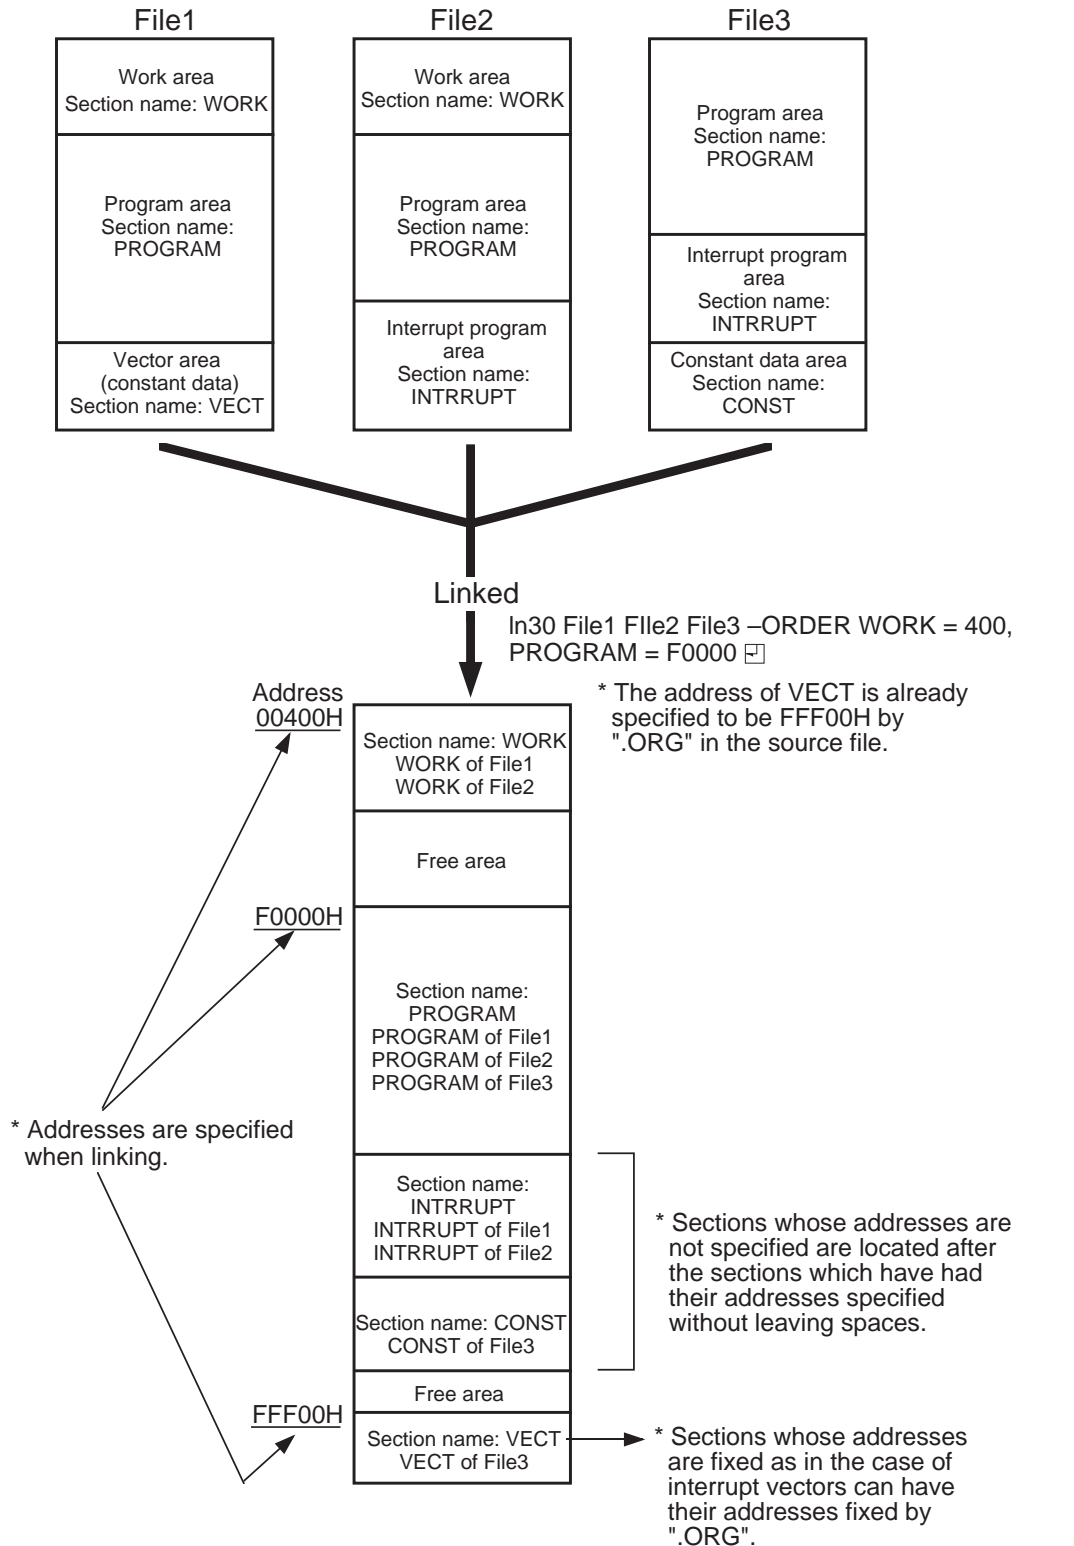 File1
File2
File3
Work area
Section name: WORK
Program area
Section name:
PROGRAM
Vector area
(constant data)
Section name: VECT
Work area
Section name: WORK
Program area
Section name:
PROGRAM
Interrupt program
area
Section name:
INTRRUPT
Program area
Section name:
PROGRAM
Interrupt program
area
Section name:
INTRRUPT
Constant data area
Section name:
CONST
Linked
ln30 File1 FIle2 File3 –ORDER WORK = 400,
PROGRAM = F0000
* The address of VECT is already
specified to be FFF00H by
".ORG" in the source file.
Address
00400H
Section name: WORK
WORK of File1
WORK of File2
Free area
F0000H
Section name:
PROGRAM
PROGRAM of File1
PROGRAM of File2
PROGRAM of File3
* Addresses are specified
when linking.
Section name:
INTRRUPT
INTRRUPT of File1
INTRRUPT of File2
* Sections whose addresses are
not specified are located after
the sections which have had
their addresses specified
without leaving spaces.
Section name: CONST
CONST of File3
Free area
FFF00H
Section name: VECT
VECT of File3
* Sections whose addresses
are fixed as in the case of
interrupt vectors can have
their addresses fixed by
".ORG".